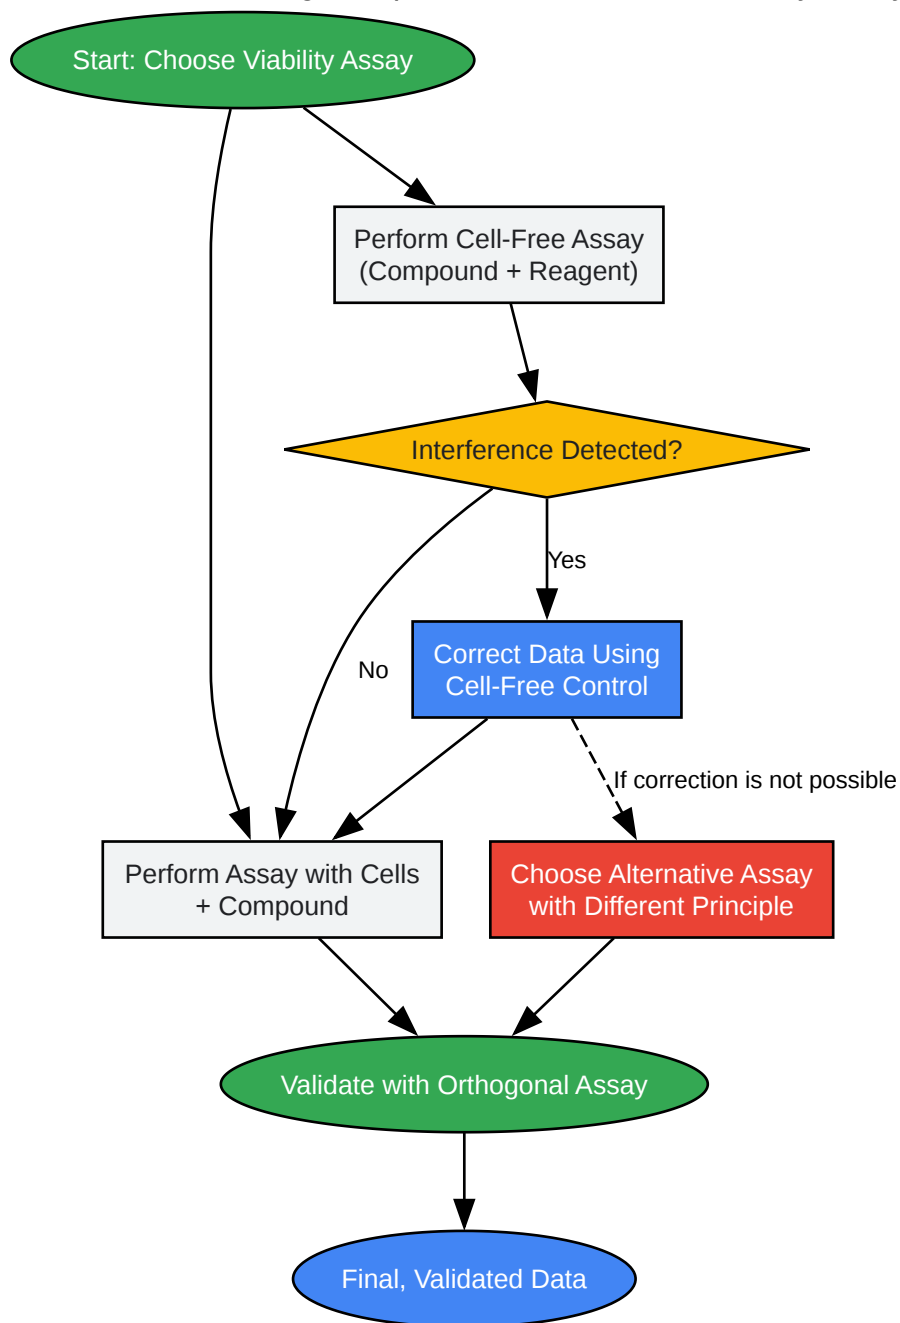 Start: Choose Viability Assay
Perform Cell-Free Assay
(Compound + Reagent)
Interference Detected?
Yes
Correct Data Using
Cell-Free Control
No
If correction is not possible
Perform Assay with Cells
+ Compound
Choose Alternative Assay
with Different Principle
Validate with Orthogonal Assay
Final, Validated Data